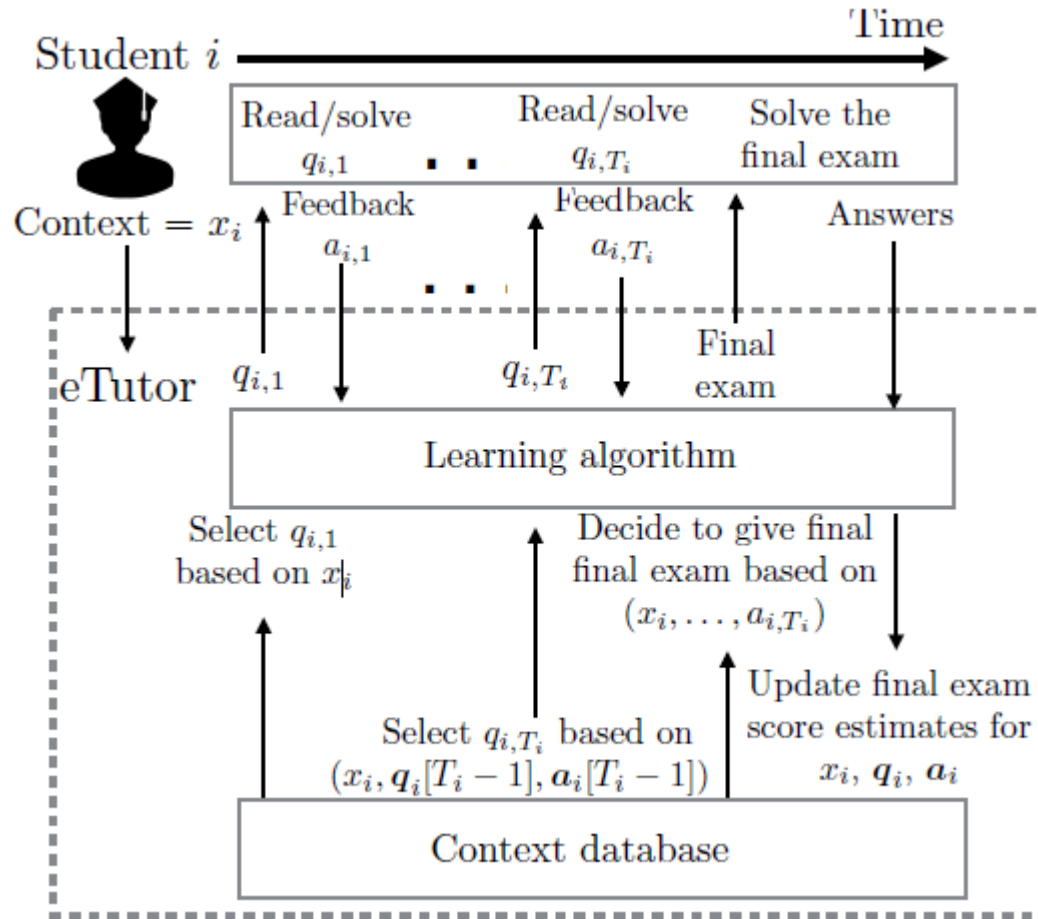 Time
Student i
Read/solve
q_{i,1}
. .
Read/solve
q_{i,T_i}
Solve the
final exam
Context = x_i
Feedback
a_{i,1}
. . .
Feedback
a_{i,T_i}
Answers
eTutor
q_{i,1}
q_{i,T_i}
Final
exam
Learning algorithm
Select q_{i,1}
based on x_i
Decide to give final
final exam based on
(x_i, . . . , a_{i,T_i})
Select q_{i,T_i} based on
(x_i, q_i[T_i − 1], a_i[T_i − 1])
Update final exam
score estimates for
x_i, q_i, a_i
Context database